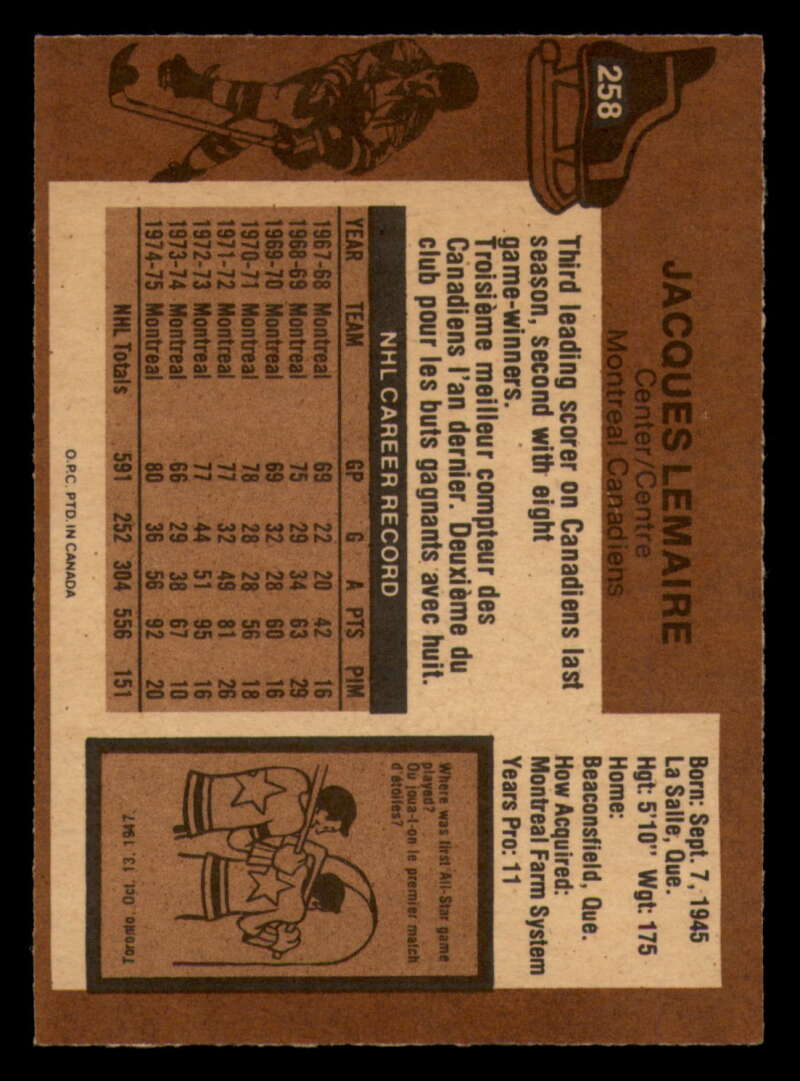 258
JACQUES LEMAIRE
Center/Centre
Montreal Canadiens
Third leading scorer on Canadiens last
season, second with eight
game-winners.
Troisième meilleur compteur des
Canadiens l'an dernier. Deuxième du
club pour les buts gagnants avec huit.
NHL CAREER RECORD
YEAR TEAM GP G A PTS PIM
1967-68 Montreal 69 22 20 42 16
1968-69 Montreal 75 29 34 63 29
1969-70 Montreal 69 32 28 60 16
1970-71 Montreal 78 28 28 56 18
1971-72 Montreal 77 32 49 81 26
1972-73 Montreal 77 44 51 95 16
1973-74 Montreal 66 29 38 67 10
1974-75 Montreal 80 36 56 92 20
NHL Totals 591 252 304 556 151
O.P.C. PTD. IN CANADA
Born: Sept. 7, 1945
La Salle, Que.
Hgt: 5'10" Wgt: 175
Home:
Beaconsfield, Que.
How Acquired:
Montreal Farm System
Years Pro: 11
Where was first All-Star game
played?
Où joua-t-on le premier match
d'étoiles?
Toronto, Oct. 13, 1947